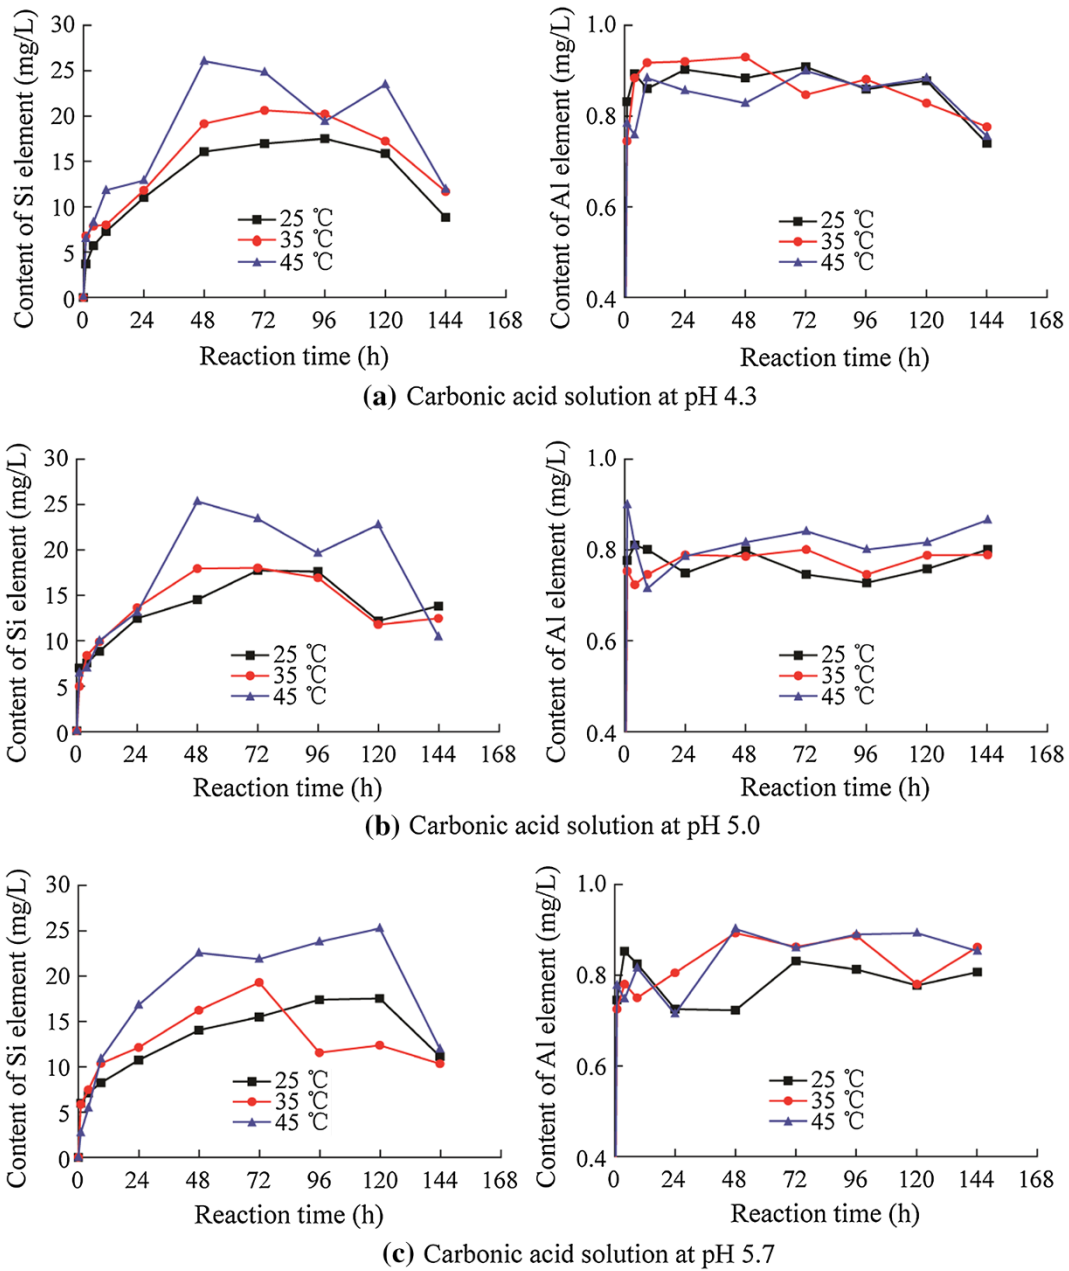 Content of Si element (mg/L)
30
25
20
15
10
5
0
25 ℃
35 ℃
45 ℃
0 24 48 72 96 120 144 168
Reaction time (h)
Content of Al element (mg/L)
1.0
0.8
0.6
0.4
25 ℃
35 ℃
45 ℃
0 24 48 72 96 120 144 168
Reaction time (h)
(a) Carbonic acid solution at pH 4.3
Content of Si element (mg/L)
30
25
20
15
10
5
0
25 ℃
35 ℃
45 ℃
0 24 48 72 96 120 144 168
Reaction time (h)
Content of Al element (mg/L)
1.0
0.8
0.6
0.4
25 ℃
35 ℃
45 ℃
0 24 48 72 96 120 144 168
Reaction time (h)
(b) Carbonic acid solution at pH 5.0
Content of Si element (mg/L)
30
25
20
15
10
5
0
25 ℃
35 ℃
45 ℃
0 24 48 72 96 120 144 168
Reaction time (h)
Content of Al element (mg/L)
1.0
0.8
0.6
0.4
25 ℃
35 ℃
45 ℃
0 24 48 72 96 120 144 168
Reaction time (h)
(c) Carbonic acid solution at pH 5.7